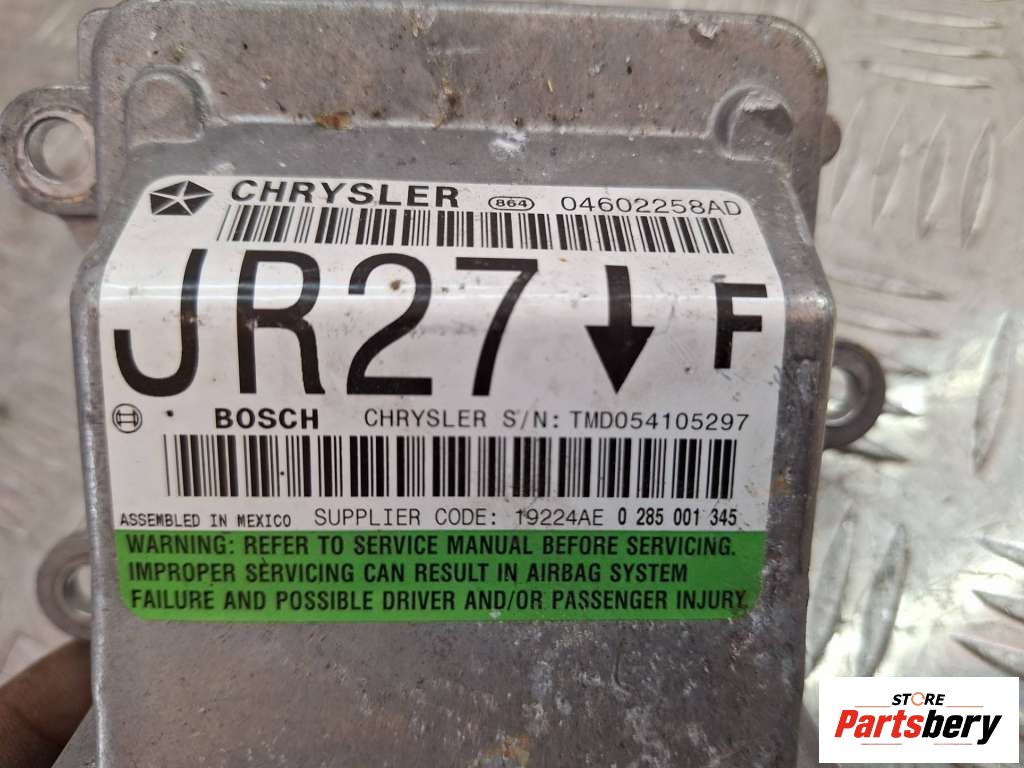 CHRYSLER 864 04602258AD
JR27 F
BOSCH CHRYSLER S/N: TMD054105297
ASSEMBLED IN MEXICO SUPPLIER CODE: 19224AE 0 285 001 345
WARNING: REFER TO SERVICE MANUAL BEFORE SERVICING.
IMPROPER SERVICING CAN RESULT IN AIRBAG SYSTEM
FAILURE AND POSSIBLE DRIVER AND/OR PASSENGER INJURY
STORE
Partsbery